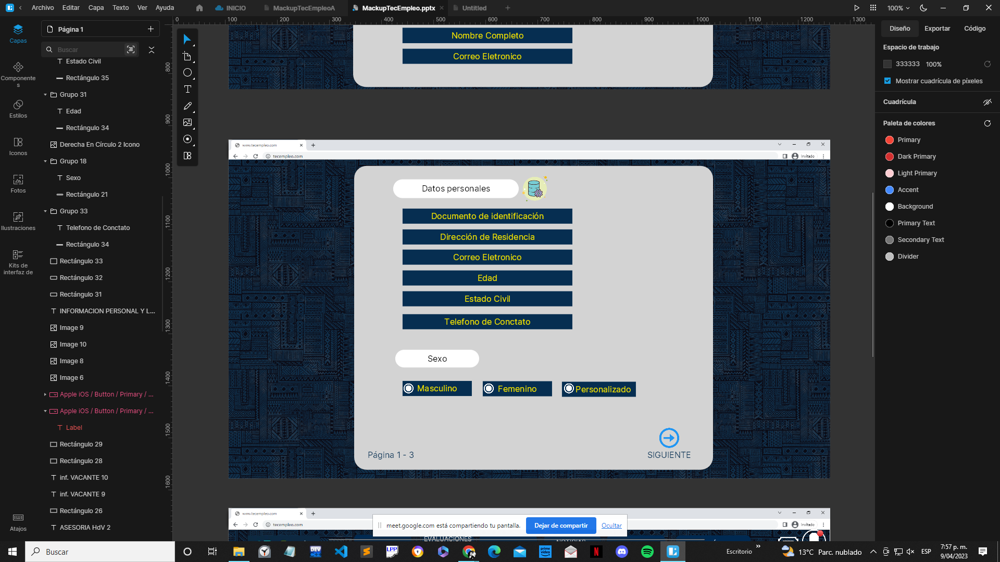 Archivo Editar Capa Texto Ver Ayuda
INICIO MackupTecEmpleoA MackupTecEmpleo.pptx Untitled
100%
0 100 200 300 400 500 600 700 800 900 1000 1100 1200 1300
Capas
Componentes
Estilos
Iconos
Fotos
Ilustraciones
Kits de interfaz de
Atajos
Página 1
Buscar
Estado Civil
Rectángulo 35
Grupo 31
Edad
Rectángulo 34
Derecha En Círculo 2 Icono
Grupo 18
Sexo
Rectángulo 21
Grupo 33
Telefono de Conctato
Rectángulo 34
Rectángulo 33
Rectángulo 32
Rectángulo 31
INFORMACION PERSONAL Y L...
Image 9
Image 10
Image 8
Image 6
Apple iOS / Button / Primary / ...
Apple iOS / Button / Primary / ...
Label
Rectángulo 29
Rectángulo 28
inf. VACANTE 10
inf. VACANTE 9
Rectángulo 26
ASESORIA HdV 2
800
900
1000
1100
1200
1300
1400
1500
1600
Nombre Completo
Correo Eletronico
www.tecempleo.com
tecempleo.com
Invitado
Datos personales
Documento de identificación
Dirección de Residencia
Correo Eletronico
Edad
Estado Civil
Telefono de Conctato
Sexo
Masculino Femenino Personalizado
Página 1 - 3
SIGUIENTE
www.tecempleo.com
tecempleo.com
Invitado
EVALUACIONES
NOTICIAS
meet.google.com está compartiendo tu pantalla. Dejar de compartir Ocultar
Diseño Exportar Código
Espacio de trabajo
333333 100%
Mostrar cuadrícula de píxeles
Cuadrícula
Paleta de colores
Primary
Dark Primary
Light Primary
Accent
Background
Primary Text
Secondary Text
Divider
Buscar
DEV
LPP
prime video
N
Escritorio
13°C Parc. nublado
ESP
7:57 p. m.
9/04/2023